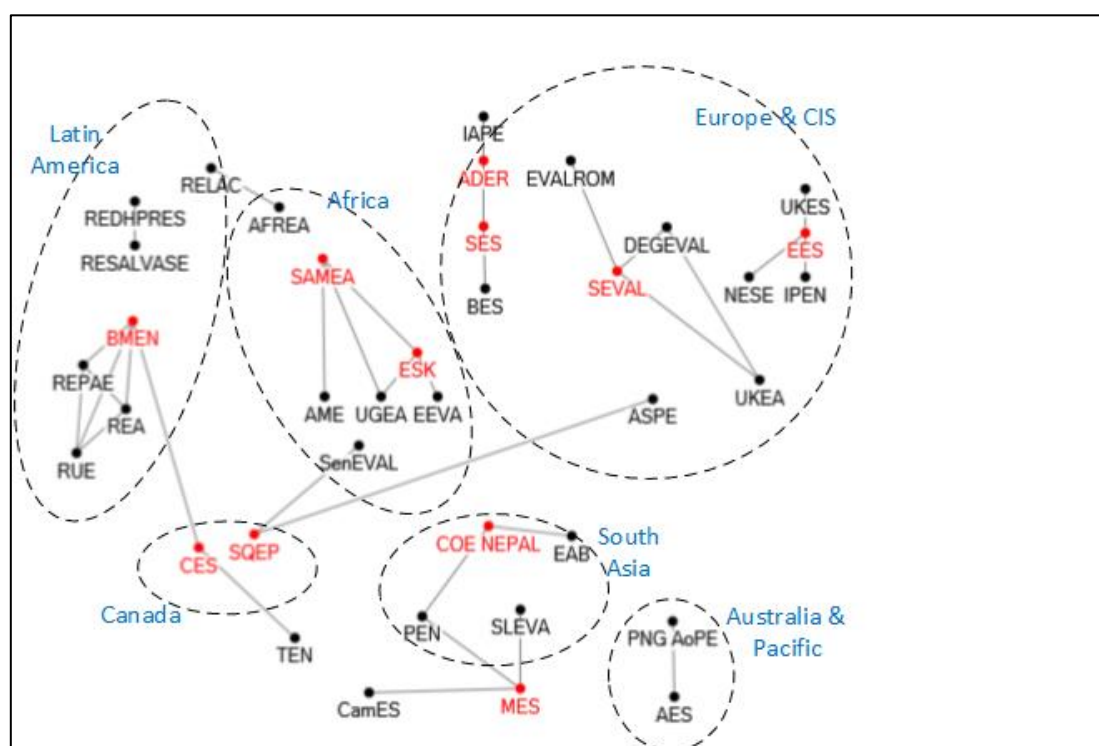 Latin
America
RELAC
REDHPRES
RESALVASE
BMEN
REPAE
REA
RUE
Africa
AFREA
SAMEA
ESK
AME
UGEA
EEVA
SenEVAL
Europe & CIS
IAPE
ADER
SES
BES
EVALROM
DEGEVAL
SEVAL
UKES
EES
NESE
IPEN
UKEA
ASPE
SQEP
CES
Canada
TEN
COE NEPAL
EAB
South
Asia
PEN
SLEVA
CamES
MES
Australia &
Pacific
PNG AoPE
AES